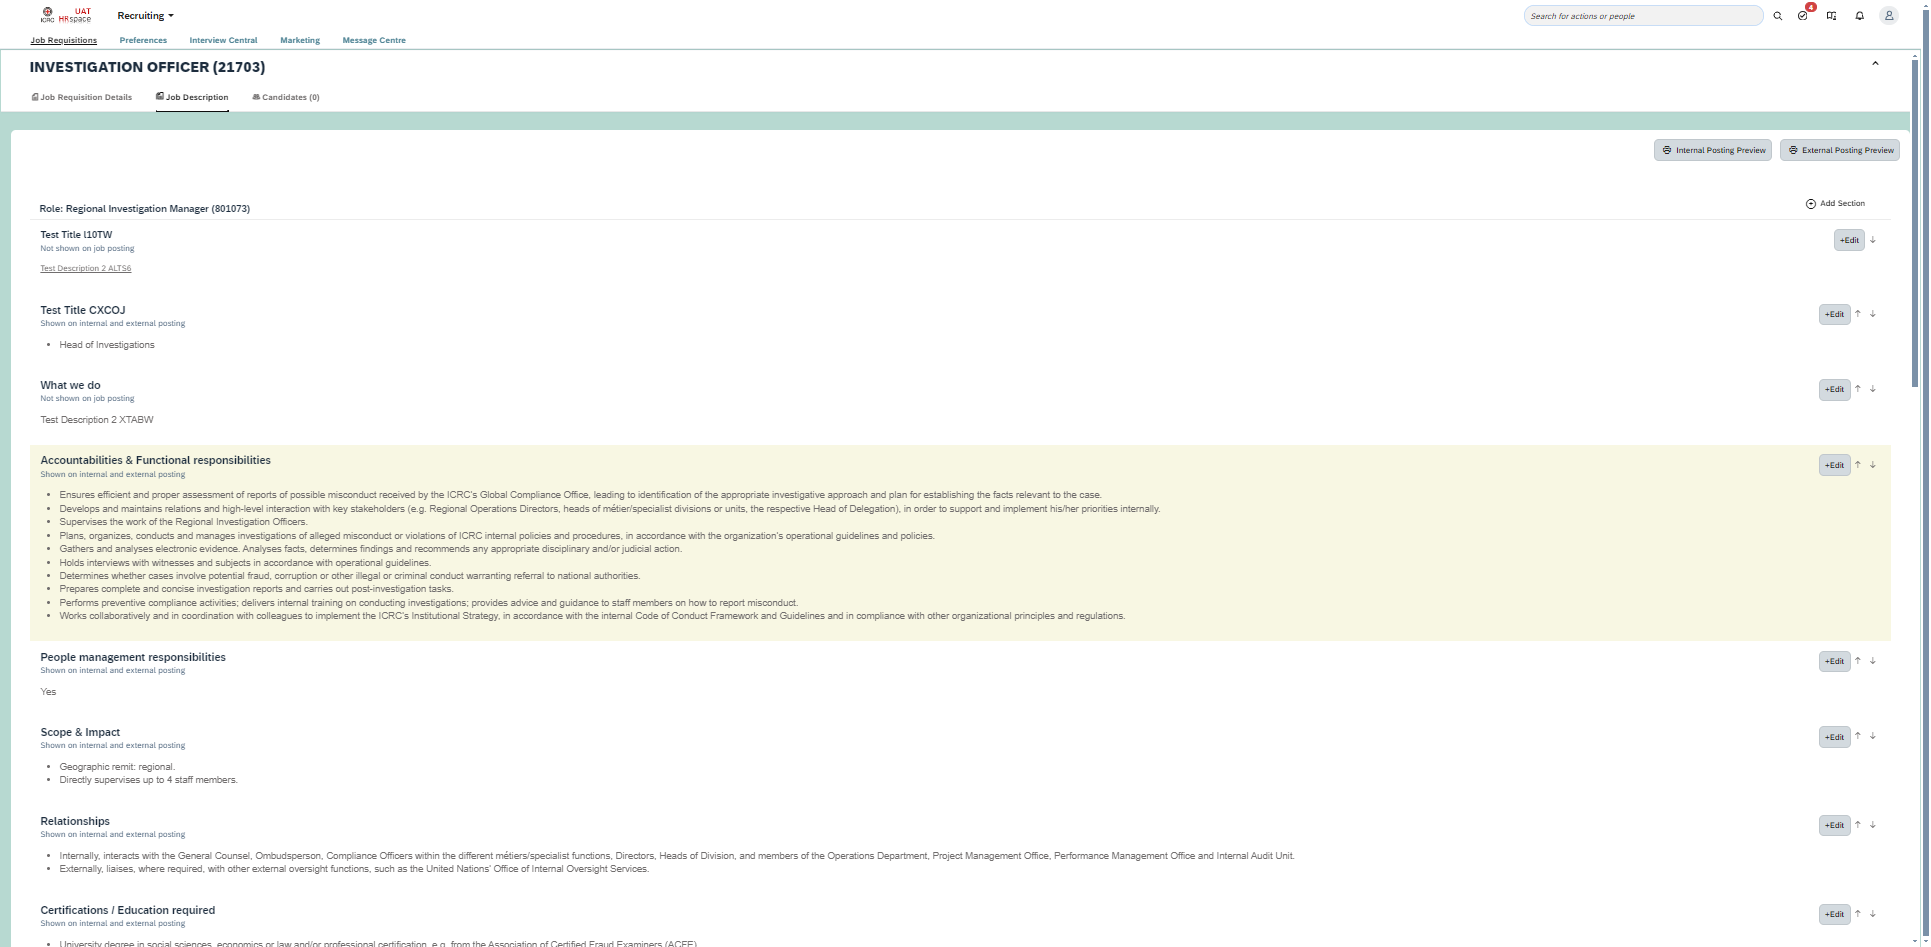 ICRC
UAT
HRspace
Recruiting
Search for actions or people
4
Job Requisitions
Preferences
Interview Central
Marketing
Message Centre
INVESTIGATION OFFICER (21703)
Job Requisition Details
Job Description
Candidates (0)
Internal Posting Preview
External Posting Preview
Role: Regional Investigation Manager (801073)
Add Section
Test Title l10TW
Not shown on job posting
+Edit
Test Description 2 ALTS6
Test Title CXCOJ
Shown on internal and external posting
+Edit
• Head of Investigations
What we do
Not shown on job posting
+Edit
Test Description 2 XTABW
Accountabilities & Functional responsibilities
Shown on internal and external posting
+Edit
• Ensures efficient and proper assessment of reports of possible misconduct received by the ICRC's Global Compliance Office, leading to identification of the appropriate investigative approach and plan for establishing the facts relevant to the case.
• Develops and maintains relations and high-level interaction with key stakeholders (e.g. Regional Operations Directors, heads of métier/specialist divisions or units, the respective Head of Delegation), in order to support and implement his/her priorities internally.
• Supervises the work of the Regional Investigation Officers.
• Plans, organizes, conducts and manages investigations of alleged misconduct or violations of ICRC internal policies and procedures, in accordance with the organization's operational guidelines and policies.
• Gathers and analyses electronic evidence. Analyses facts, determines findings and recommends any appropriate disciplinary and/or judicial action.
• Holds interviews with witnesses and subjects in accordance with operational guidelines.
• Determines whether cases involve potential fraud, corruption or other illegal or criminal conduct warranting referral to national authorities.
• Prepares complete and concise investigation reports and carries out post-investigation tasks.
• Performs preventive compliance activities; delivers internal training on conducting investigations; provides advice and guidance to staff members on how to report misconduct.
• Works collaboratively and in coordination with colleagues to implement the ICRC's Institutional Strategy, in accordance with the internal Code of Conduct Framework and Guidelines and in compliance with other organizational principles and regulations.
People management responsibilities
Shown on internal and external posting
+Edit
Yes
Scope & Impact
Shown on internal and external posting
+Edit
• Geographic remit: regional.
• Directly supervises up to 4 staff members.
Relationships
Shown on internal and external posting
+Edit
• Internally, interacts with the General Counsel, Ombudsperson, Compliance Officers within the different métiers/specialist functions, Directors, Heads of Division, and members of the Operations Department, Project Management Office, Performance Management Office and Internal Audit Unit.
• Externally, liaises, where required, with other external oversight functions, such as the United Nations' Office of Internal Oversight Services.
Certifications / Education required
Shown on internal and external posting
+Edit
• University degree in social sciences, economics or law and/or professional certification, e.g. from the Association of Certified Fraud Examiners (ACFE).